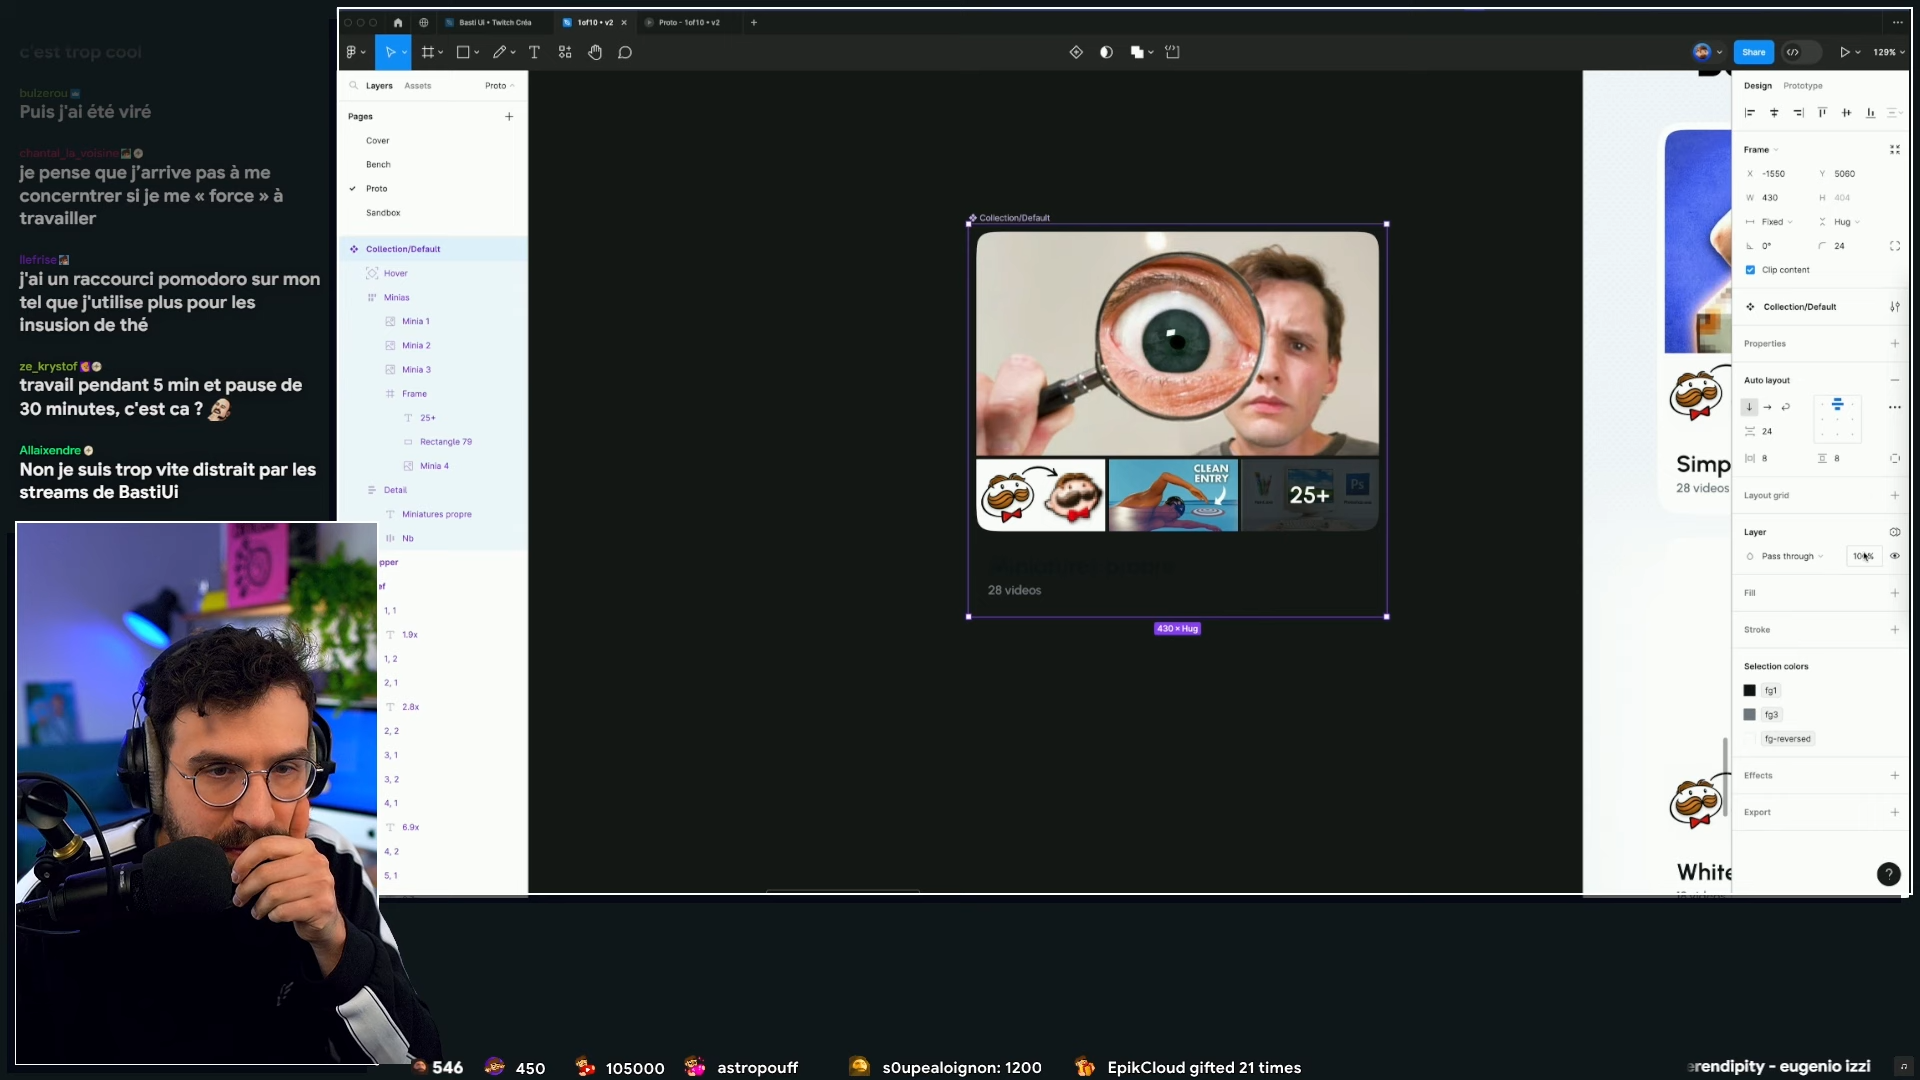 c'est trop cool
bulzerou
Puis j'ai été viré
chantal_la_voisine
je pense que j'arrive pas à me
concerntrer si je me « force » à
travailler
llefrise
j'ai un raccourci pomodoro sur mon
tel que j'utilise plus pour les
insusion de thé
ze_krystof
travail pendant 5 min et pause de
30 minutes, c'est ca ?
Allaixendre
Non je suis trop vite distrait par les
streams de BastiUi
Basti Ui • Twitch Créa
1of10 • v2
Proto - 1of10 • v2
Share
129%
Layers
Assets
Proto
Pages
Cover
Bench
Proto
Sandbox
Collection/Default
Hover
Minias
Minia 1
Minia 2
Minia 3
Frame
25+
Rectangle 79
Minia 4
Detail
Miniatures propre
Nb
1, 1
1.9x
1, 2
2, 1
2.8x
2, 2
3, 1
3, 2
4, 1
6.9x
4, 2
5, 1
Collection/Default
CLEAN
ENTRY
25+
Ps
28 videos
430 × Hug
Simp
28 videos
White
Design
Prototype
Frame
X -1550 Y 5060
W 430 H 404
Fixed Hug
0° 24
Clip content
Collection/Default
Properties
Auto layout
24
8 8
Layout grid
Layer
Pass through 100%
Fill
Stroke
Selection colors
fg1
fg3
fg-reversed
Effects
Export
?
546
450
105000
astropouff
s0upealoignon: 1200
EpikCloud gifted 21 times
erendipity - eugenio izzi